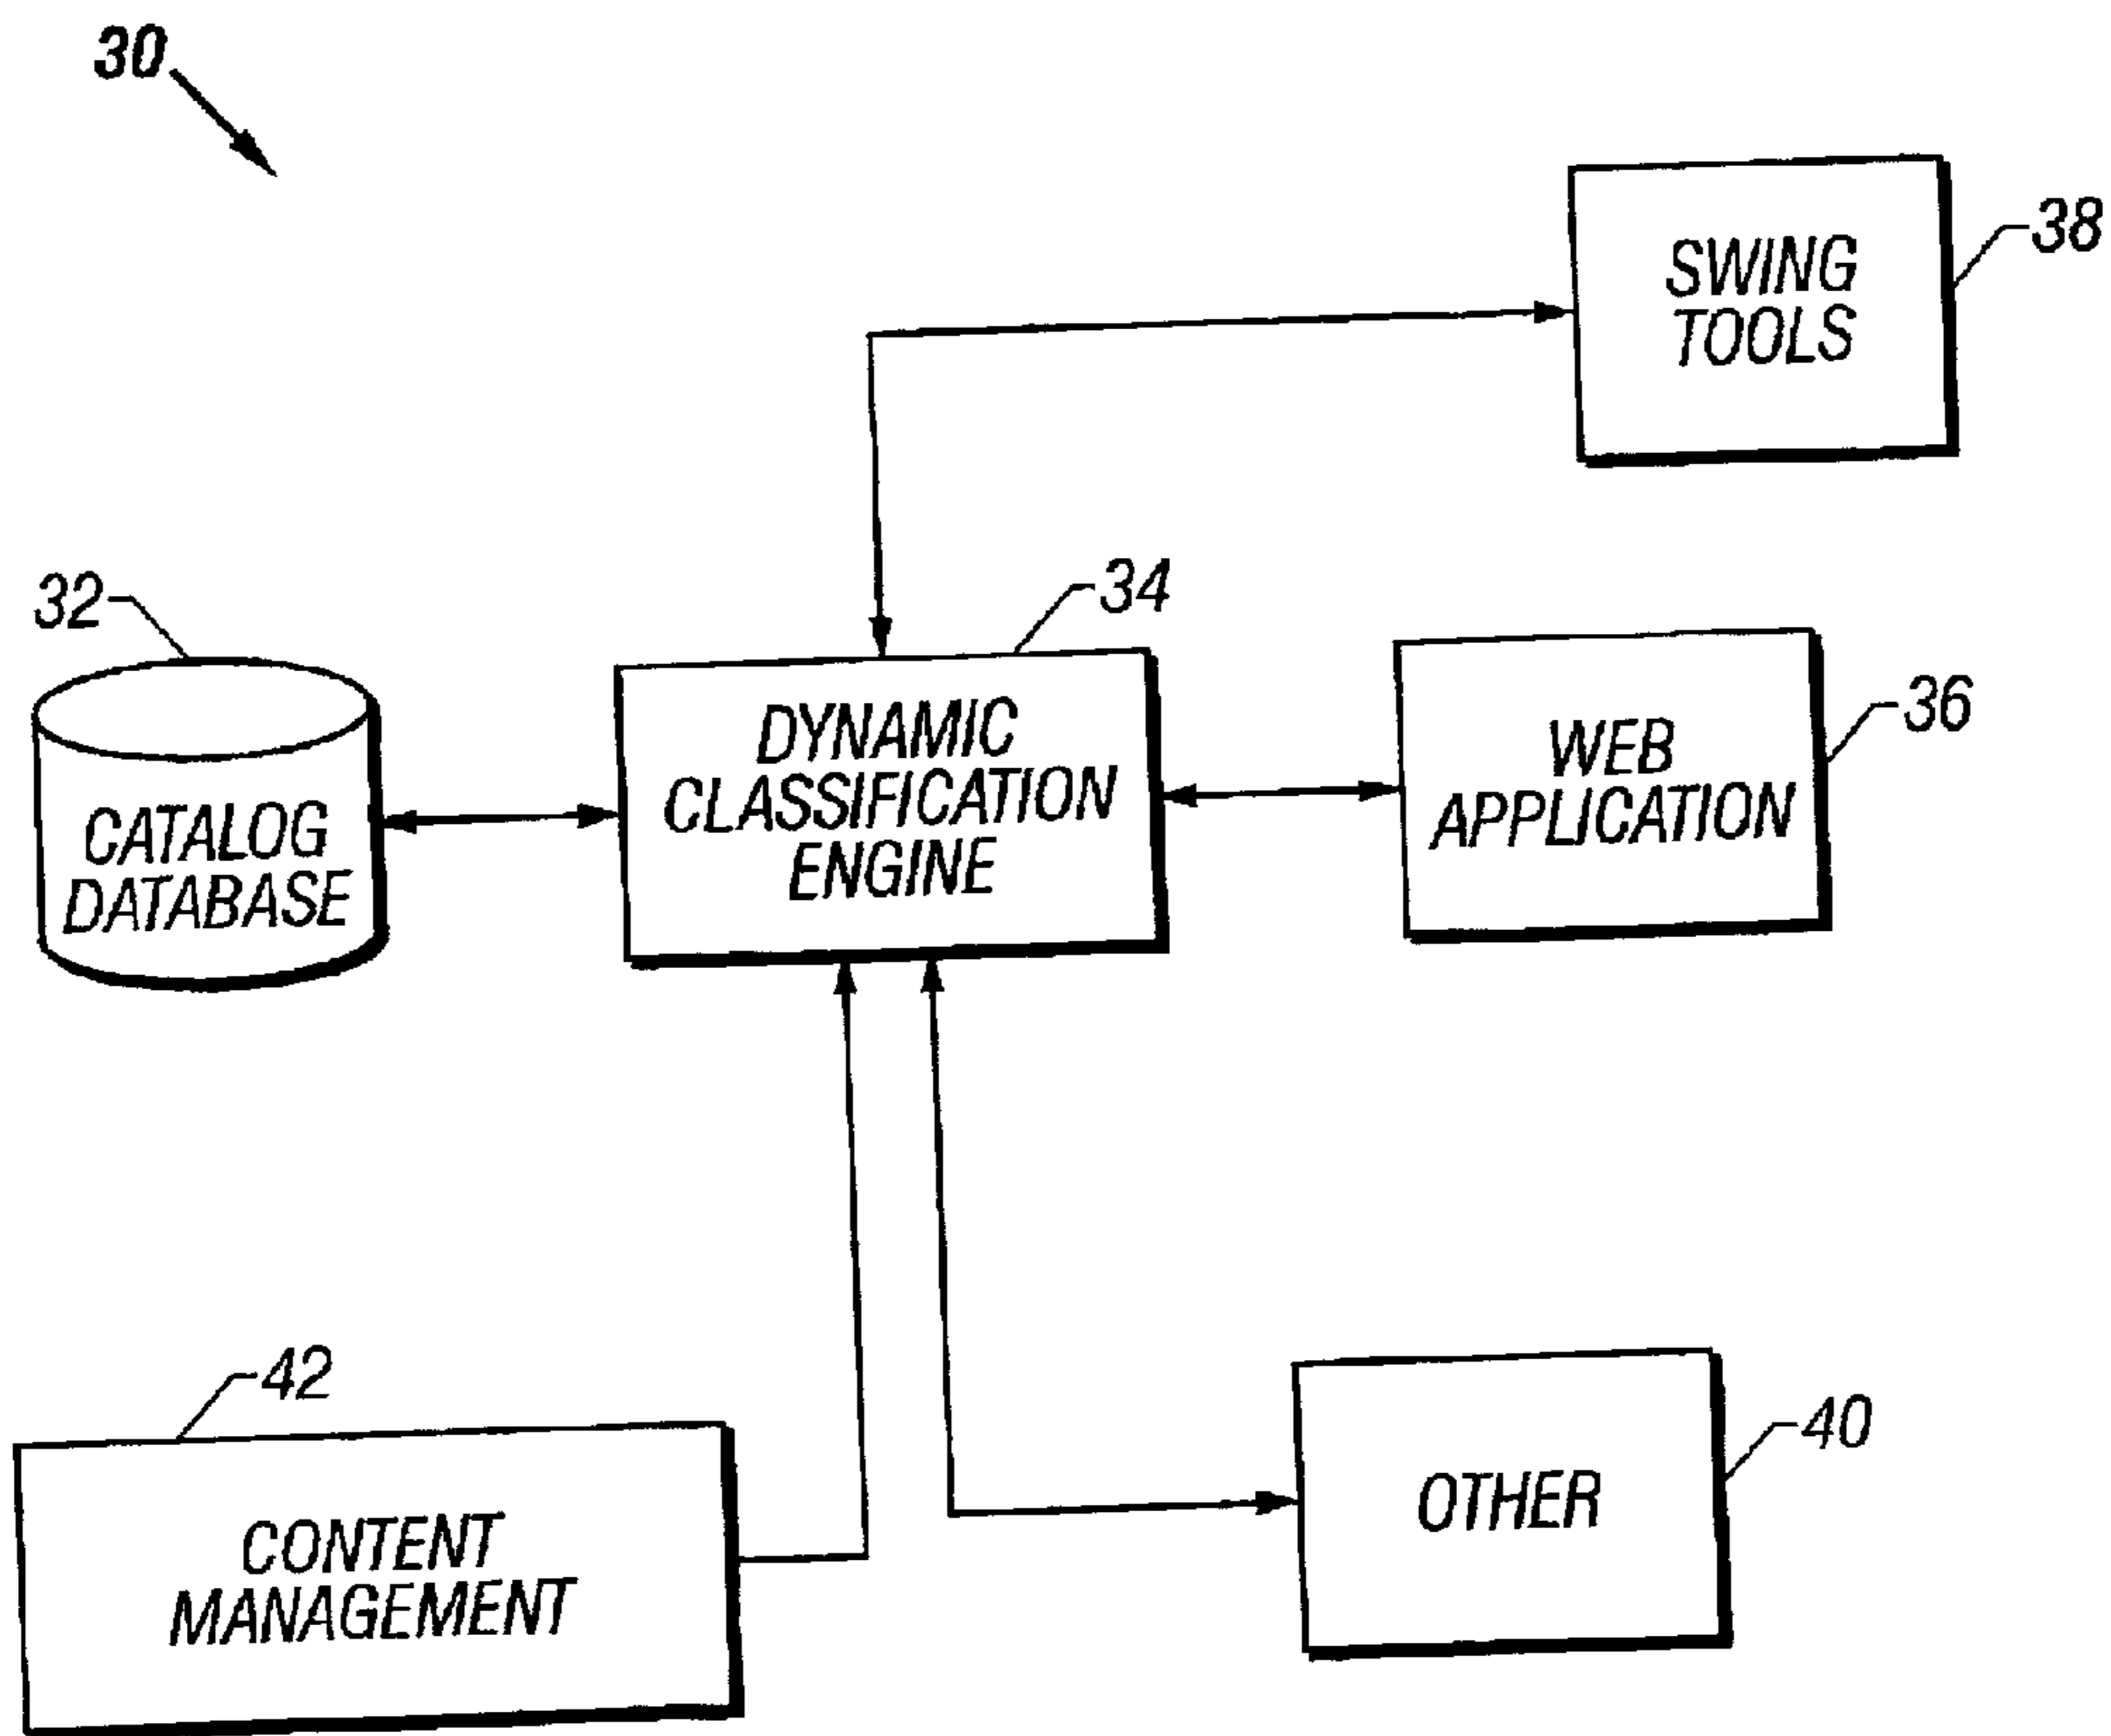 30
SWING
TOOLS
38
32
34
DYNAMIC
CLASSIFICATION
ENGINE
WEB
APPLICATION
36
CATALOG
DATABASE
42
CONTENT
MANAGEMENT
OTHER
40